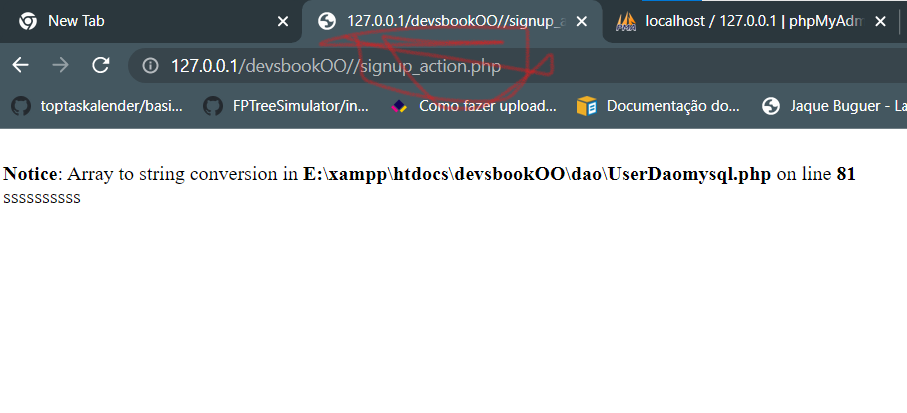 New Tab
127.0.0.1/devsbookOO//signup_a
localhost / 127.0.0.1 | phpMyAdm
127.0.0.1/devsbookOO//signup_action.php
toptaskalender/basi...
FPTreeSimulator/in...
Como fazer upload...
Documentação do...
Jaque Buguer - La
Notice: Array to string conversion in E:\xampp\htdocs\devsbookOO\dao\UserDaomysql.php on line 81
ssssssssss